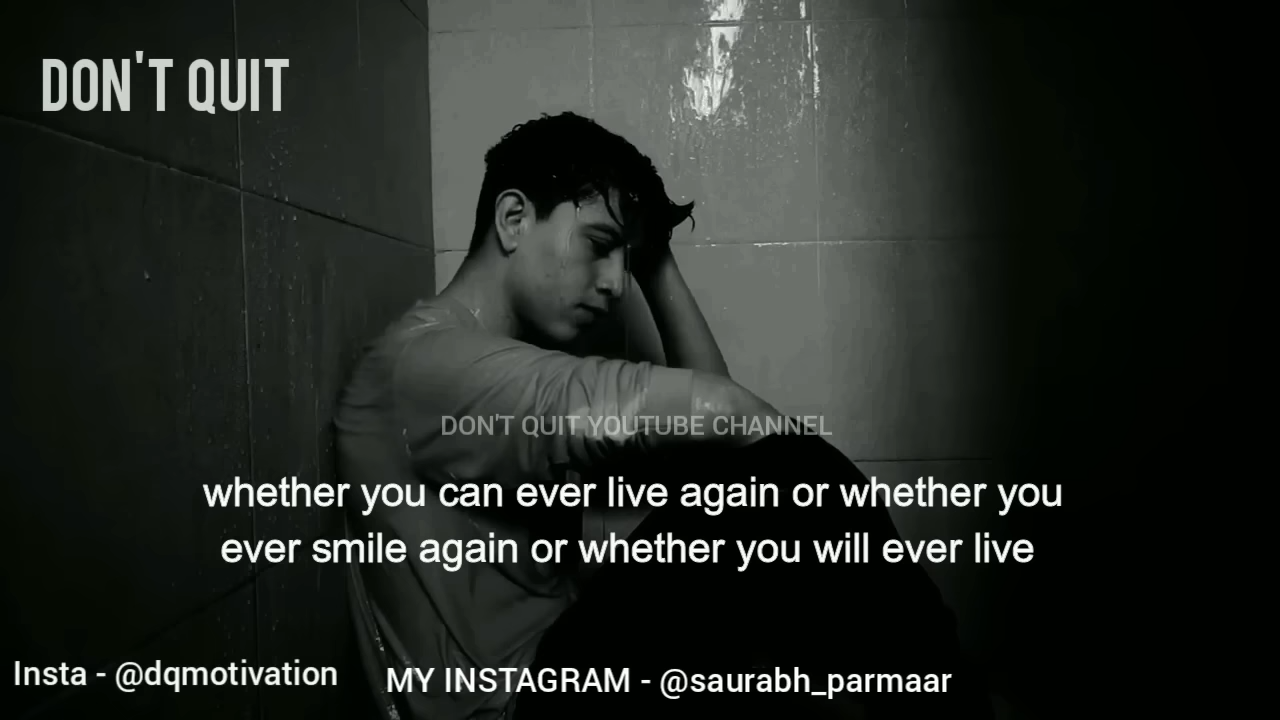 DON'T QUIT
DON'T QUIT YOUTUBE CHANNEL
whether you can ever live again or whether you
ever smile again or whether you will ever live
Insta - @dqmotivation
MY INSTAGRAM - @saurabh_parmaar